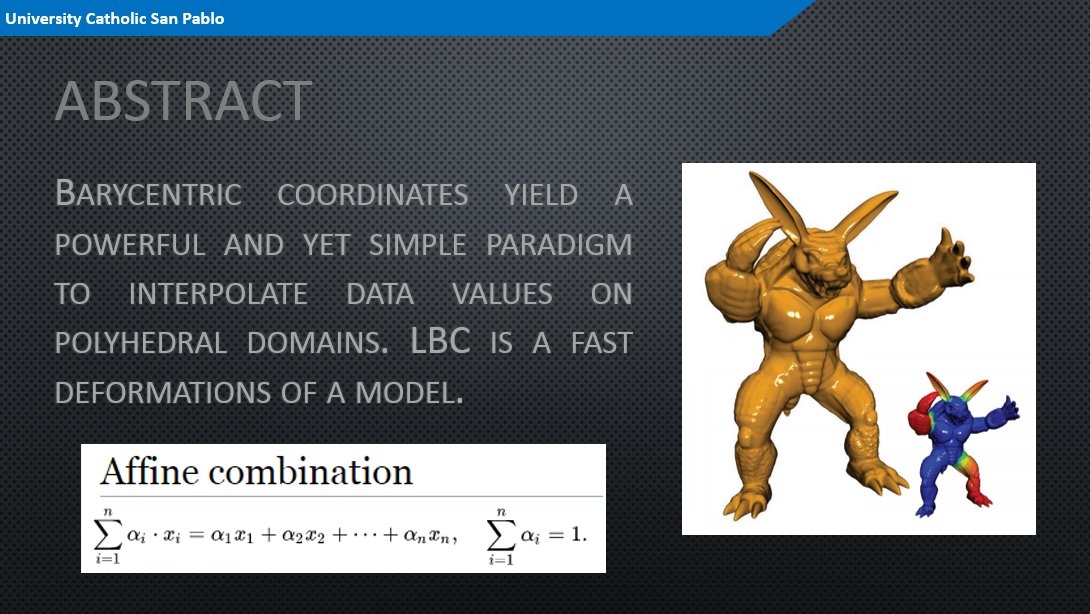 University Catholic San Pablo
ABSTRACT
BARYCENTRIC COORDINATES YIELD A
POWERFUL AND YET SIMPLE PARADIGM
TO INTERPOLATE DATA VALUES ON
POLYHEDRAL DOMAINS. LBC IS A FAST
DEFORMATIONS OF A MODEL.
Affine combination
\sum_{i=1}^{n} \alpha_i \cdot x_i = \alpha_1 x_1 + \alpha_2 x_2 + \cdots + \alpha_n x_n, \quad \sum_{i=1}^{n} \alpha_i = 1.